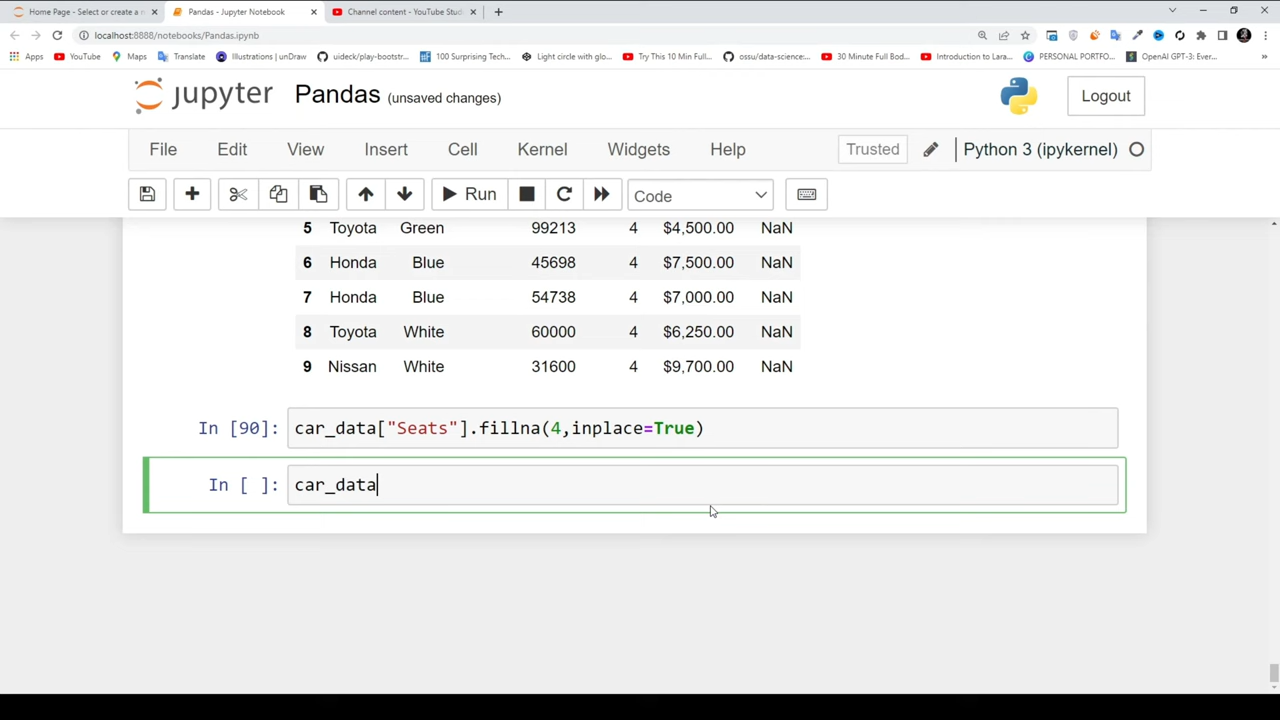 Home Page - Select or create a n
Pandas - Jupyter Notebook
Channel content - YouTube Studi
localhost:8888/notebooks/Pandas.ipynb
Apps YouTube Maps Translate Illustrations | unDraw uideck/play-bootstr... 100 Surprising Tech... Light circle with glo... Try This 10 Min Full... ossu/data-science:... 30 Minute Full Bod... Introduction to Lara... PERSONAL PORTFO... OpenAI GPT-3: Ever... »
jupyter Pandas (unsaved changes) Logout
File Edit View Insert Cell Kernel Widgets Help Trusted Python 3 (ipykernel)
Run Code
5 Toyota Green 99213 4 $4,500.00 NaN
6 Honda Blue 45698 4 $7,500.00 NaN
7 Honda Blue 54738 4 $7,000.00 NaN
8 Toyota White 60000 4 $6,250.00 NaN
9 Nissan White 31600 4 $9,700.00 NaN
In [90]: car_data["Seats"].fillna(4,inplace=True)
In [ ]: car_data